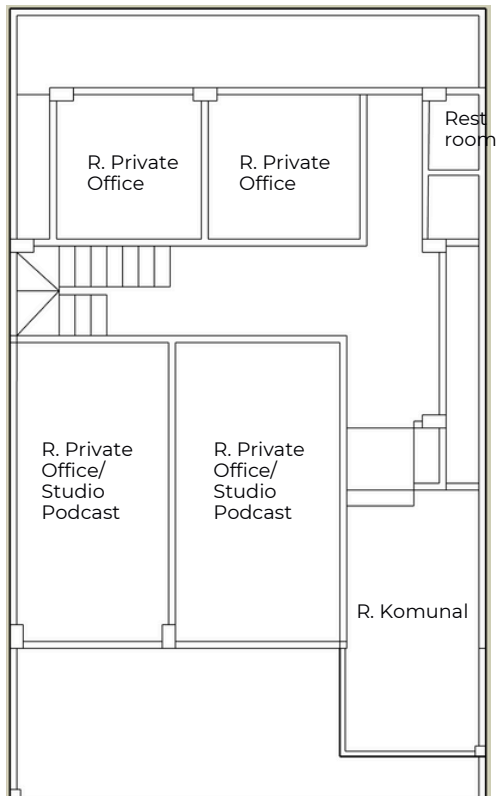 Rest
room
R. Private
Office
R. Private
Office
R. Private
Office/
Studio
Podcast
R. Private
Office/
Studio
Podcast
R. Komunal